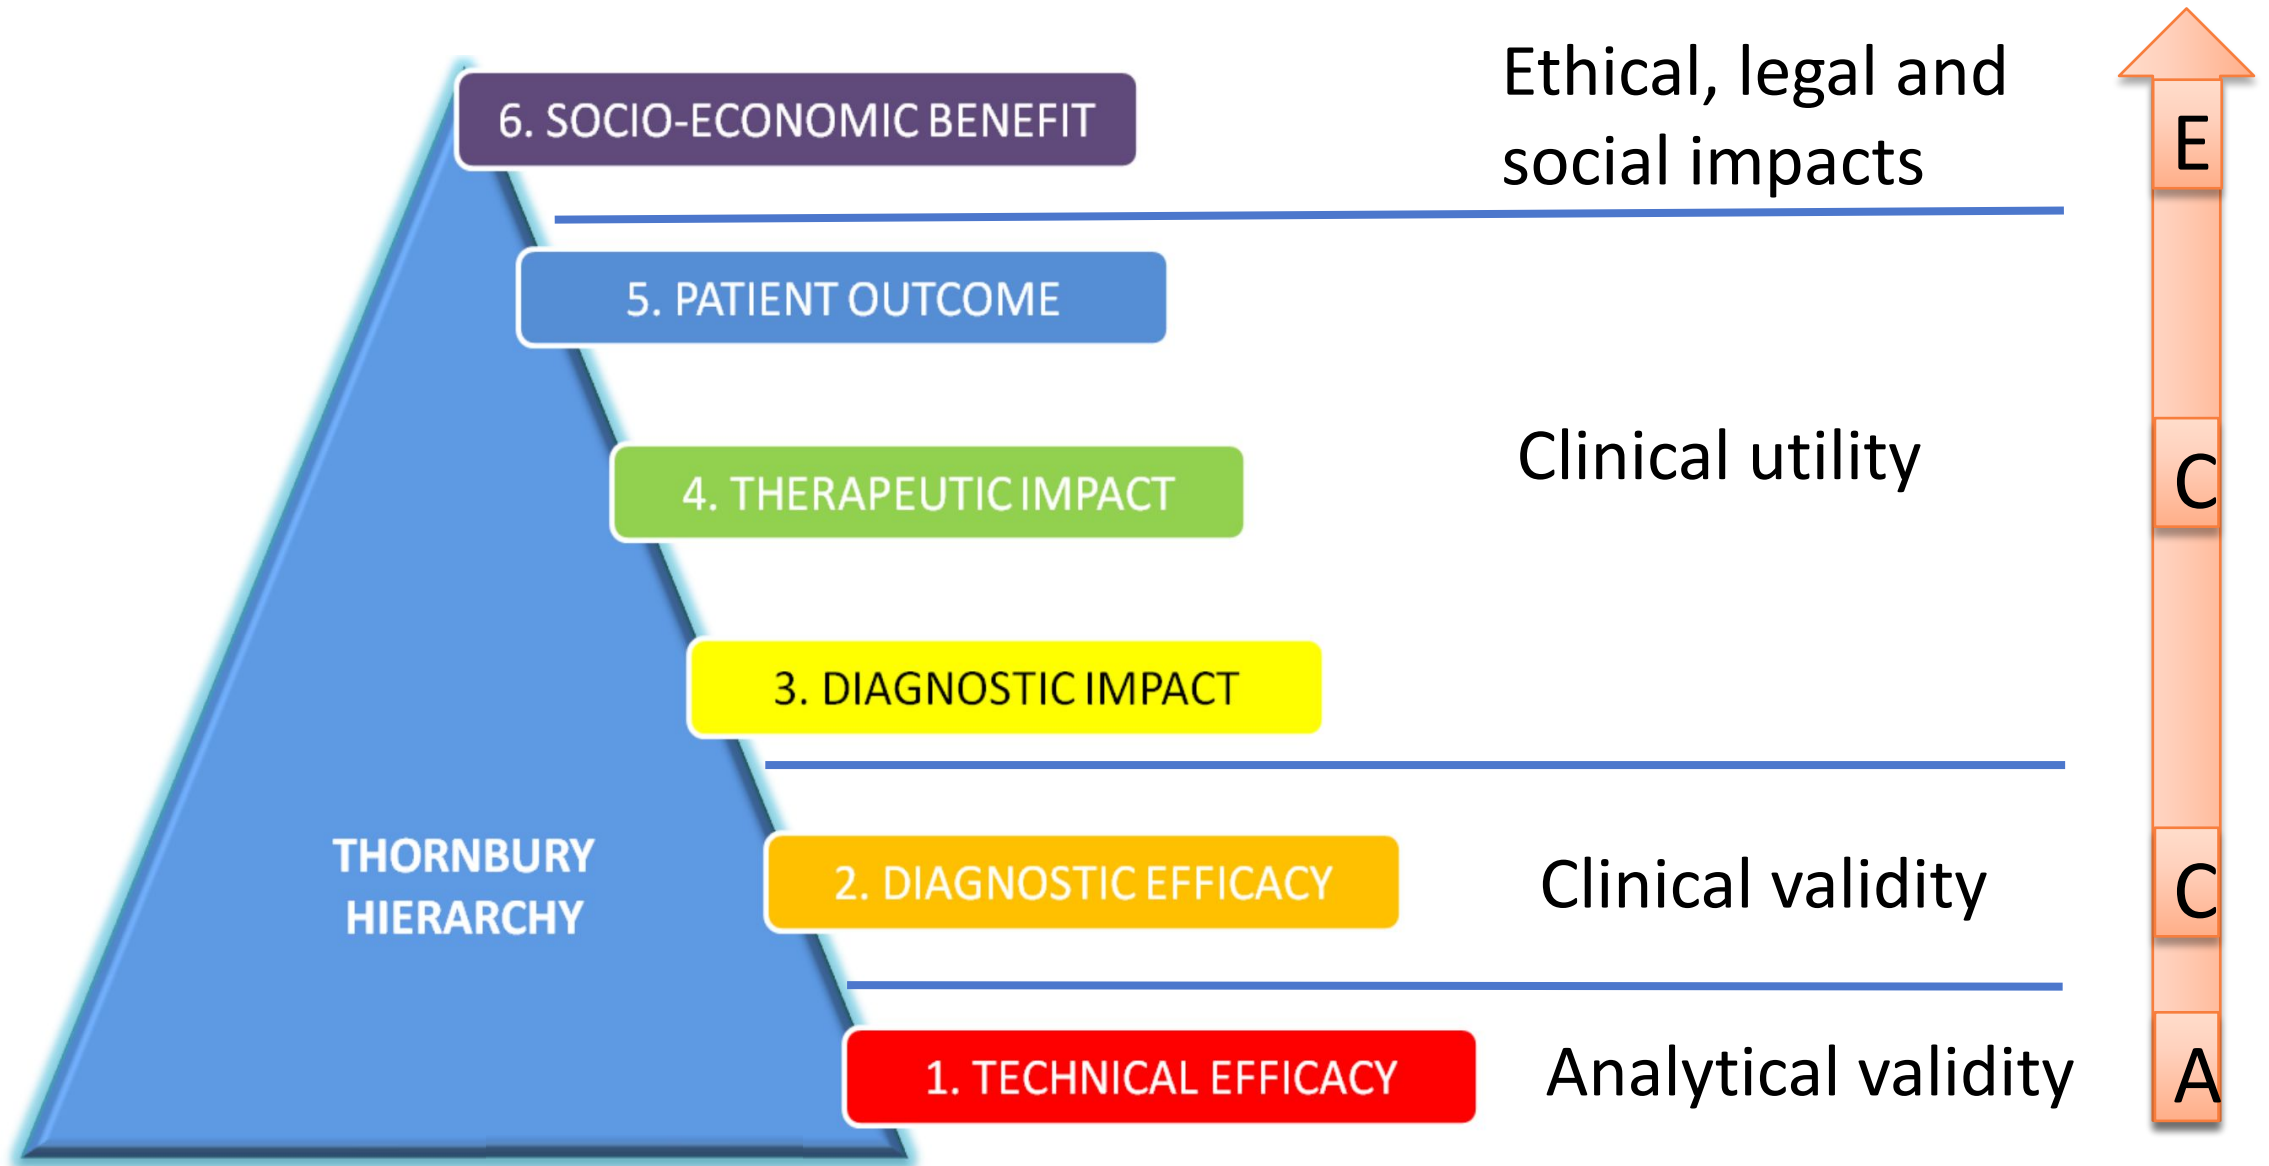 6. SOCIO-ECONOMIC BENEFIT
Ethical, legal and
social impacts
E
5. PATIENT OUTCOME
4. THERAPEUTIC IMPACT
Clinical utility
C
3. DIAGNOSTIC IMPACT
THORNBURY
HIERARCHY
2. DIAGNOSTIC EFFICACY
Clinical validity
C
1. TECHNICAL EFFICACY
Analytical validity
A